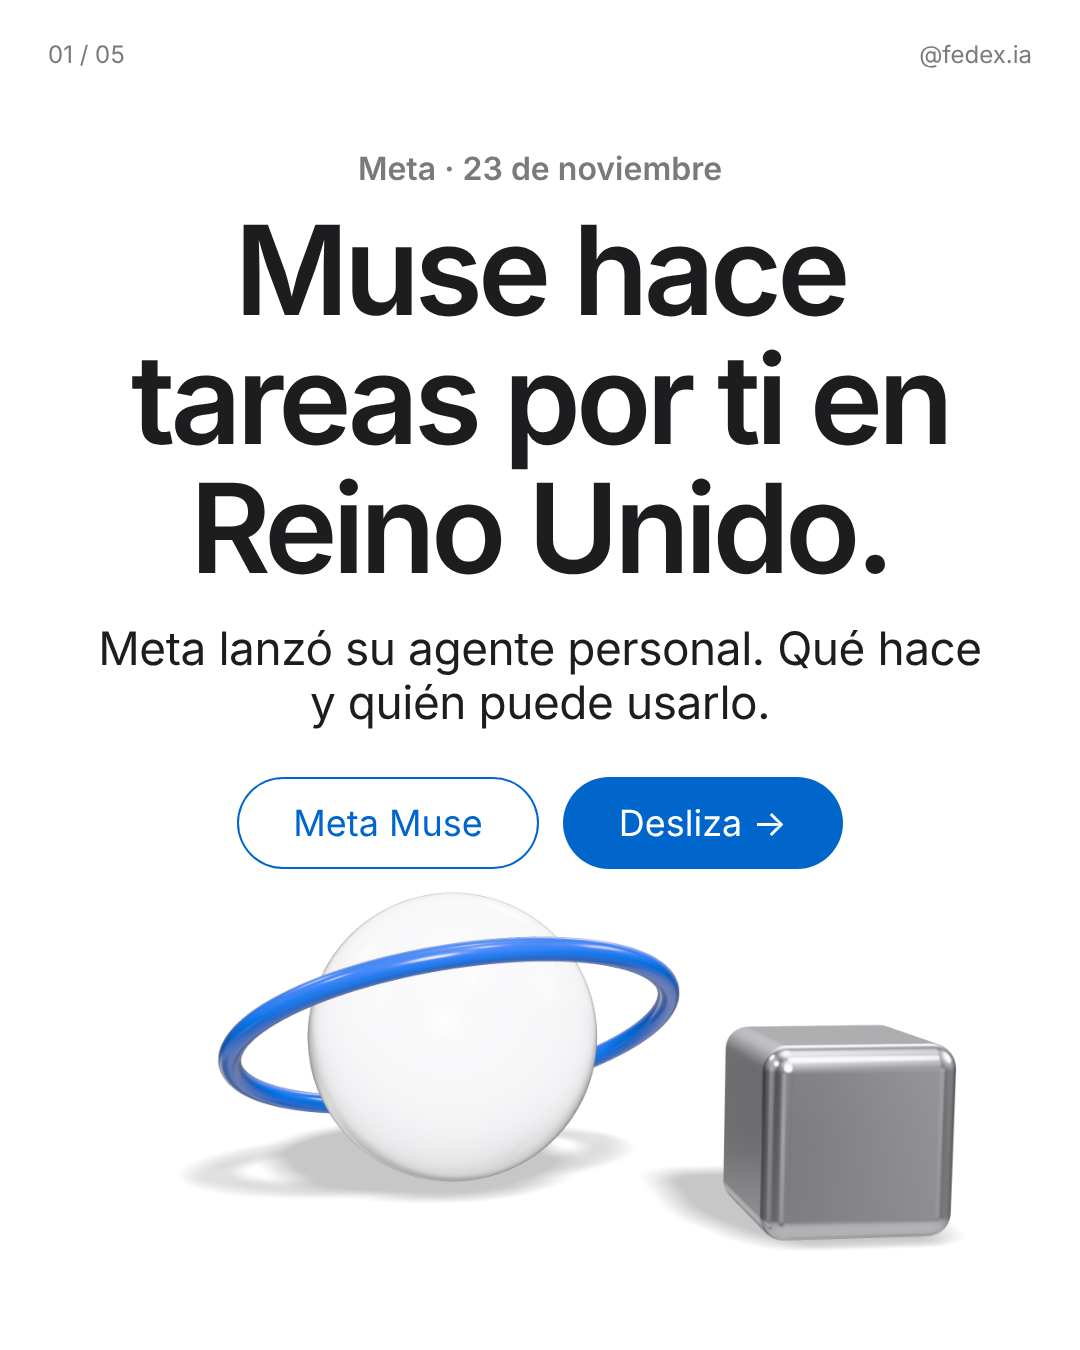 01 / 05
@fedex.ia
Meta · 23 de noviembre
Muse hace
tareas por ti en
Reino Unido.
Meta lanzó su agente personal. Qué hace
y quién puede usarlo.
Meta Muse
Desliza →